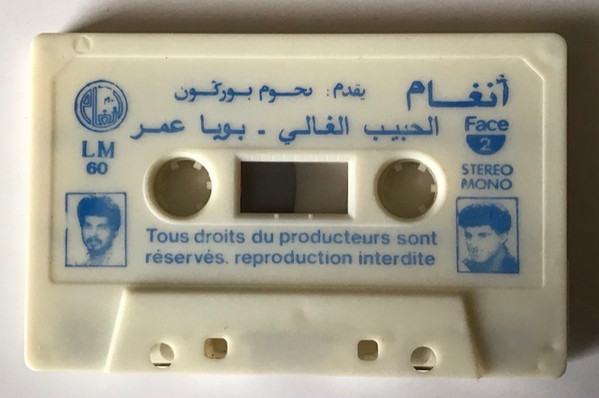 أنغام يقدم: نجوم بوركون
الحبيب الغالي - بويا عمر
Face
2
LM
60
STEREO
MONO
Tous droits du producteurs sont
réservés. reproduction interdite